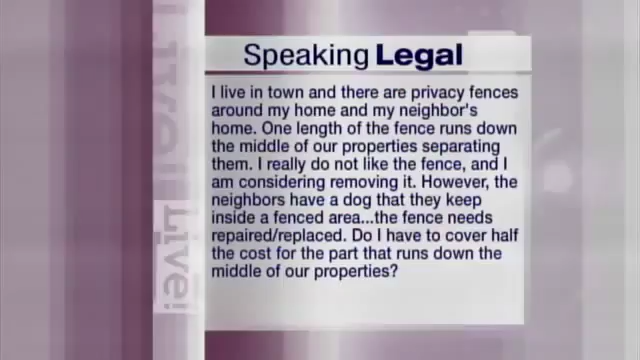 Speaking Legal
I live in town and there are privacy fences
around my home and my neighbor's
home. One length of the fence runs down
the middle of our properties separating
them. I really do not like the fence, and I
am considering removing it. However, the
neighbors have a dog that they keep
inside a fenced area...the fence needs
repaired/replaced. Do I have to cover half
the cost for the part that runs down the
middle of our properties?
Live!